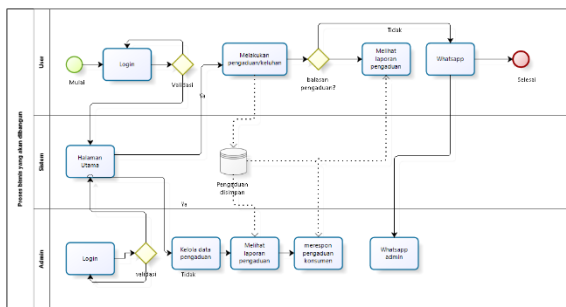 Proses bisnis yang akan dibangun
User
Mulai
Login
Validasi
Ya
Melakukan
pengaduan/keluhan
balasan
pengaduan?
Tidak
Melihat
laporan
pengaduan
Whatsapp
Selesai
Sistem
Halaman
Utama
Pengaduan
disimpan
Ya
Admin
Login
validasi
Tidak
Kelola data
pengaduan
Melihat
laporan
pengaduan
merespon
pengaduan
konsumen
Whatsapp
admin